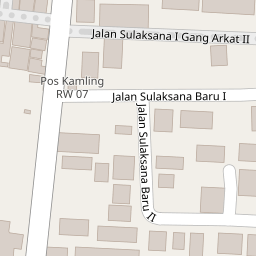 Jalan Sulaksana I Gang Arkat II
Pos Kamling
RW 07
Jalan Sulaksana Baru I
Jalan Sulaksana Baru II